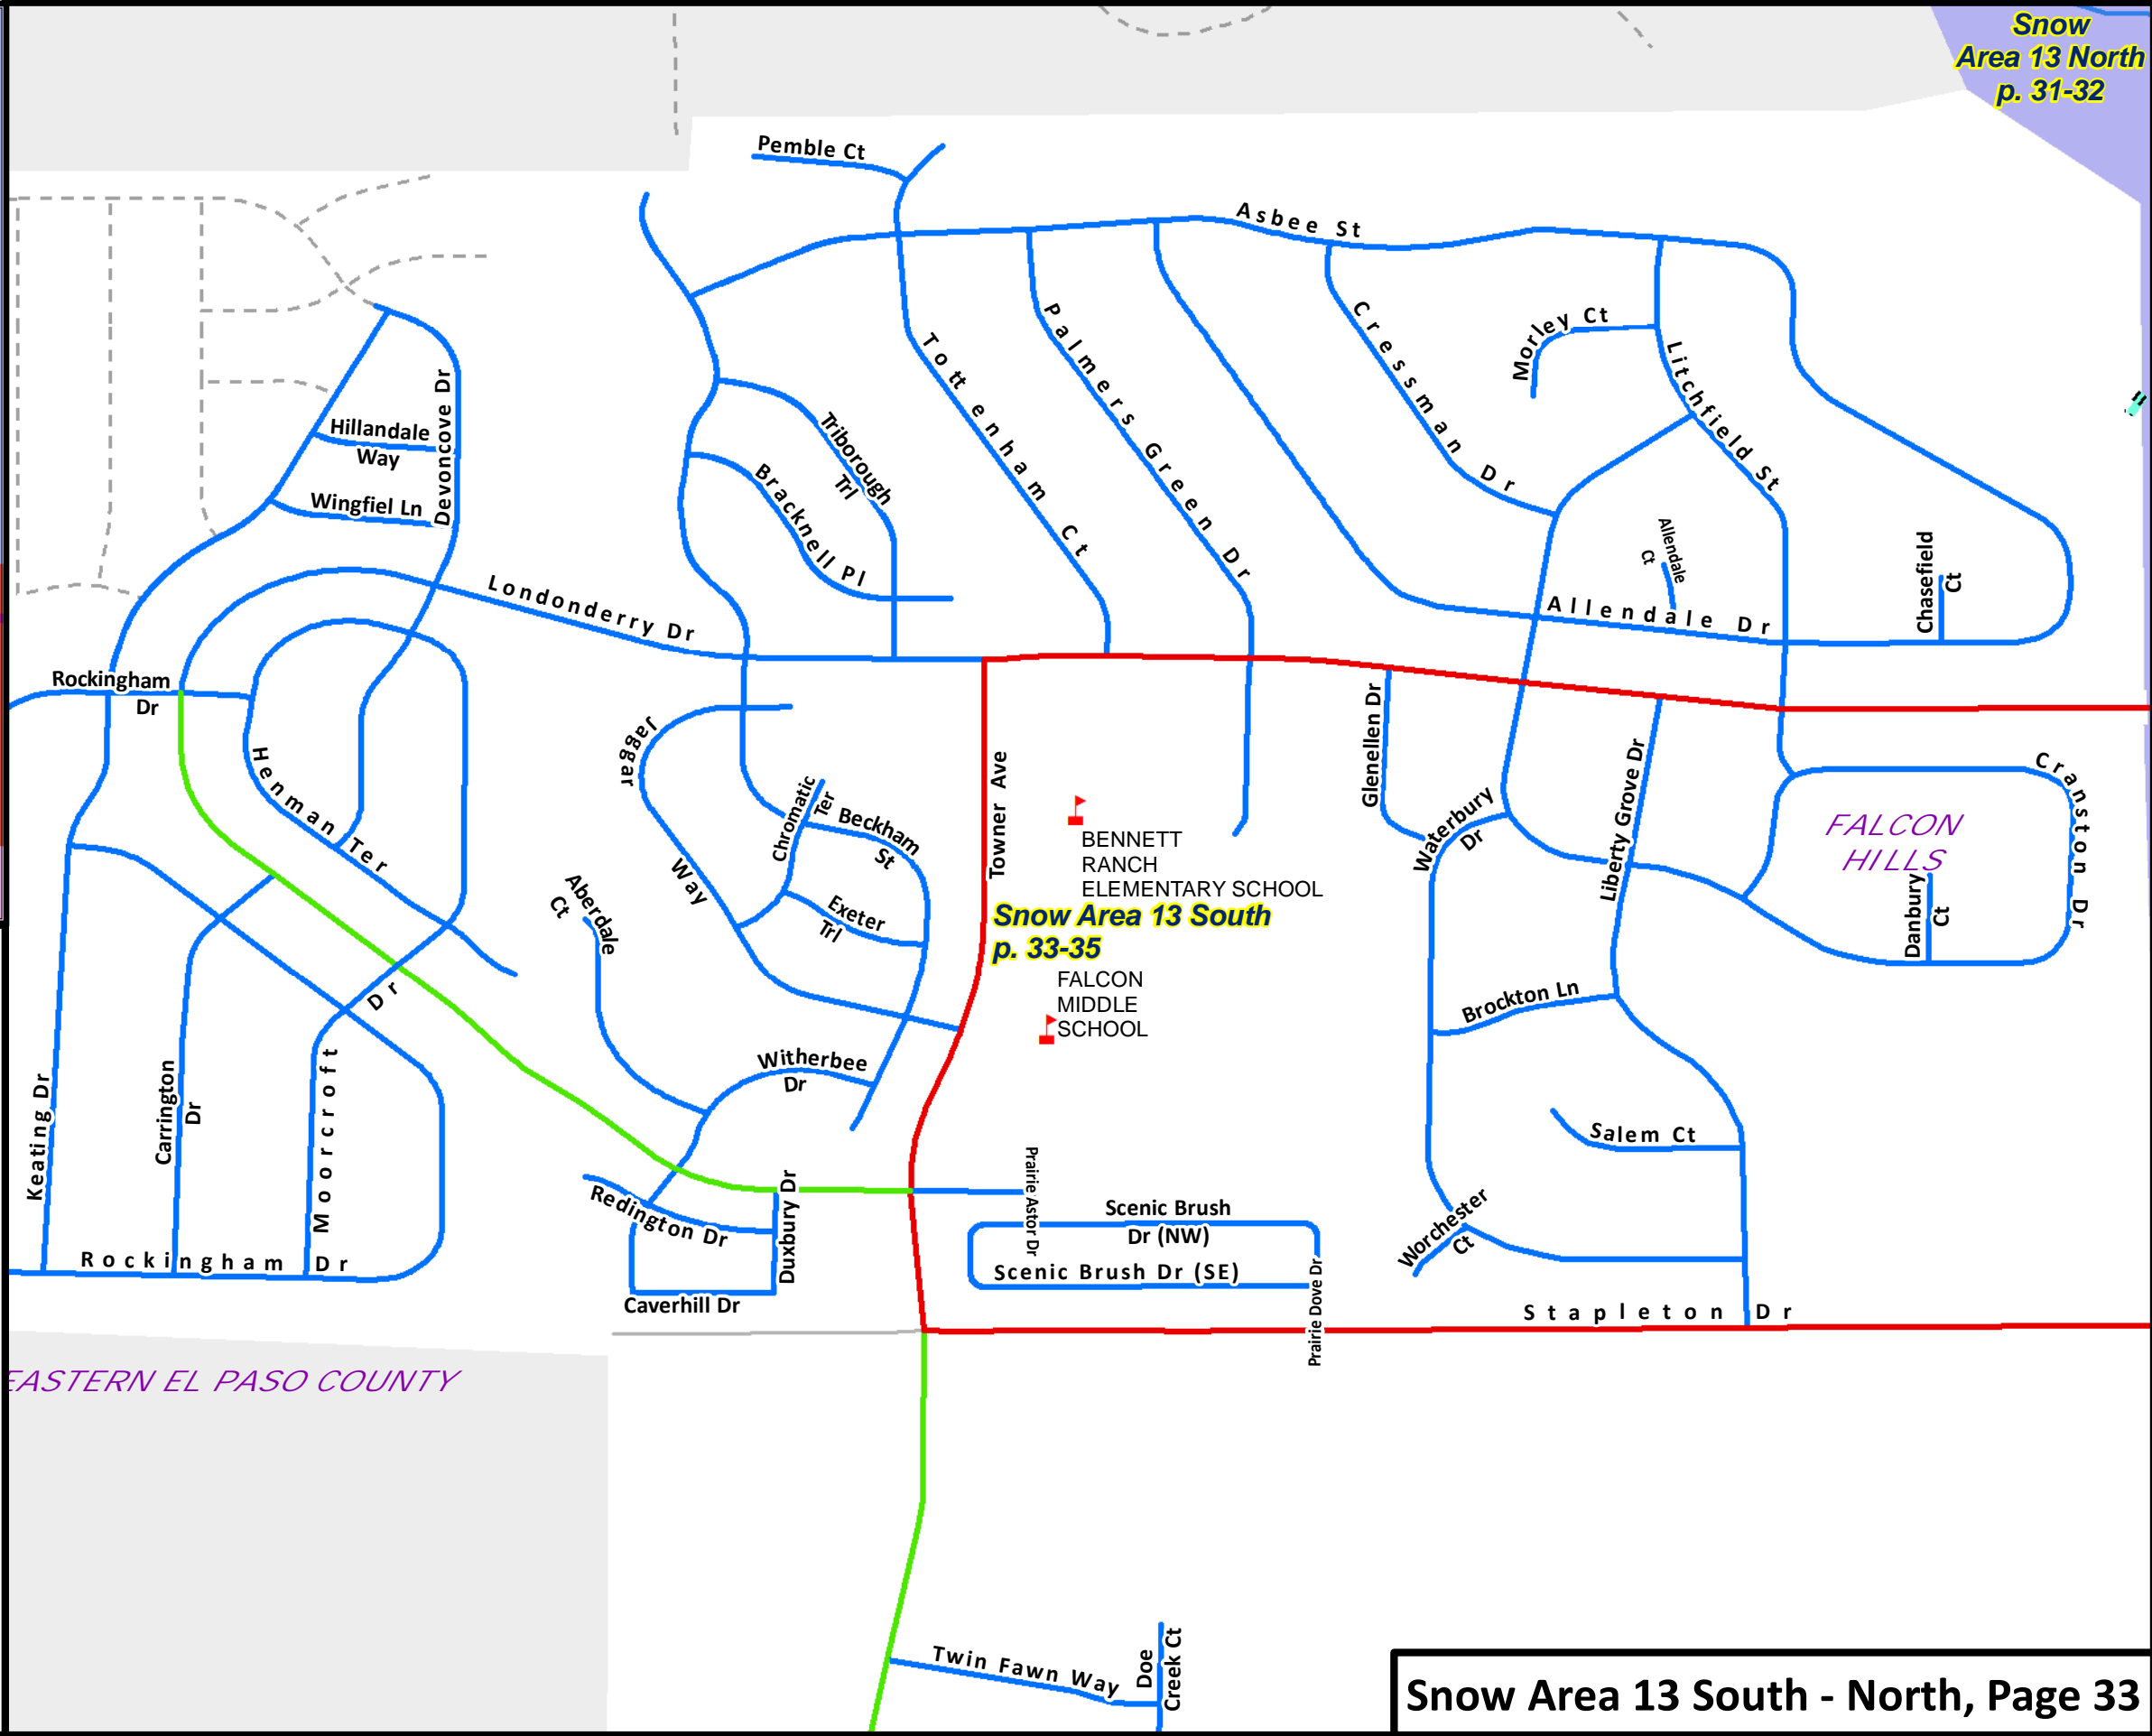 Snow
Area 13 North
p. 31-32
Pemble Ct
Asbee St
Morley Ct
Cressman Dr
Litchfield St
Palmers Green Dr
Tottenham Ct
Devoncove Dr
Hillandale
Way
Wingfiel Ln
Triborough
Trl
Bracknell Pl
Allendale
Ct
Chasefield
Ct
Londonderry Dr
Allendale Dr
Rockingham
Dr
Jaggar
Way
Henman Ter
Chromatic
Ter
Beckham
St
Towner Ave
Glenellen Dr
Waterbury
Dr
Liberty Grove Dr
Cranston Dr
FALCON
HILLS
BENNETT
RANCH
ELEMENTARY SCHOOL
Danbury
Ct
Aberdale
Ct
Exeter
Trl
Snow Area 13 South
p. 33-35
FALCON
MIDDLE
SCHOOL
Brockton Ln
Keating Dr
Carrington
Dr
Moorcroft
Dr
Witherbee
Dr
Salem Ct
Redington Dr
Duxbury Dr
Prairie Astor Dr
Scenic Brush
Dr (NW)
Scenic Brush Dr (SE)
Prairie Dove Dr
Worchester
Ct
Rockingham Dr
Caverhill Dr
Stapleton Dr
EASTERN EL PASO COUNTY
Twin Fawn Way
Doe
Creek Ct
Snow Area 13 South - North, Page 33